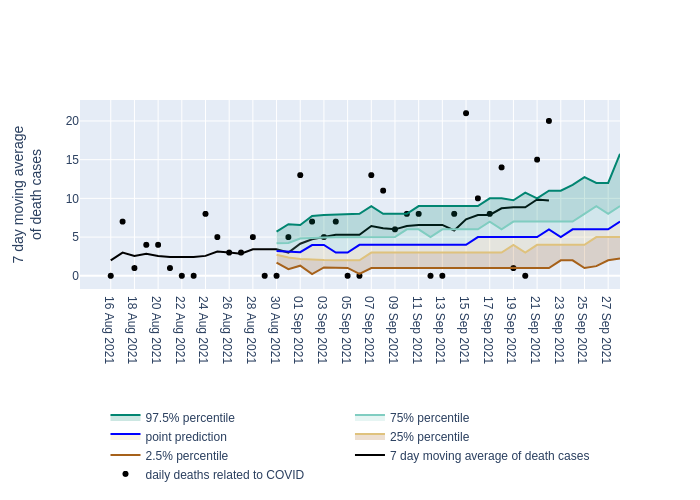 7 day moving average
of death cases
20
15
10
5
0
16 Aug 2021
18 Aug 2021
20 Aug 2021
22 Aug 2021
24 Aug 2021
26 Aug 2021
28 Aug 2021
30 Aug 2021
01 Sep 2021
03 Sep 2021
05 Sep 2021
07 Sep 2021
09 Sep 2021
11 Sep 2021
13 Sep 2021
15 Sep 2021
17 Sep 2021
19 Sep 2021
21 Sep 2021
23 Sep 2021
25 Sep 2021
27 Sep 2021
97.5% percentile
75% percentile
point prediction
25% percentile
2.5% percentile
7 day moving average of death cases
daily deaths related to COVID